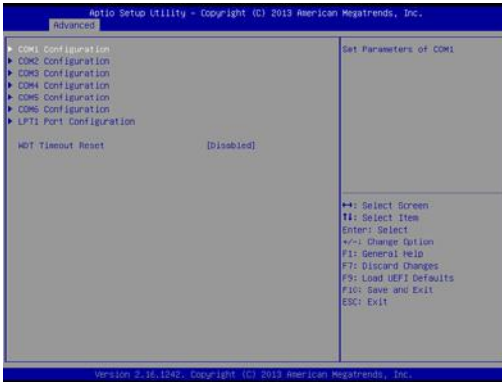 Aptio Setup Utility – Copyright (C) 2013 American Megatrends, Inc.
Advanced
COM1 Configuration
COM2 Configuration
COM3 Configuration
COM4 Configuration
COM5 Configuration
COM6 Configuration
LPT1 Port Configuration
WDT Timeout Reset [Disabled]
Set Parameters of COM1
↔: Select Screen
↑↓: Select Item
Enter: Select
+/-: Change Option
F1: General Help
F7: Discard Changes
F9: Load UEFI Defaults
F10: Save and Exit
ESC: Exit
Version 2.16.1242. Copyright (C) 2013 American Megatrends, Inc.